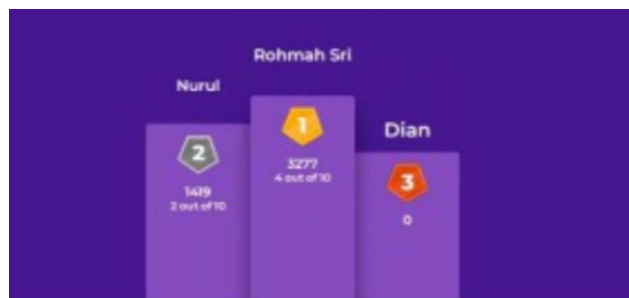 Rohmah Sri
Nurul
Dian
1
2
3
3277
4 out of 10
1419
2 out of 10
0